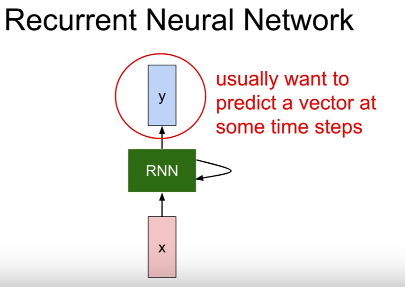 Recurrent Neural Network
y
usually want to
predict a vector at
some time steps
RNN
x